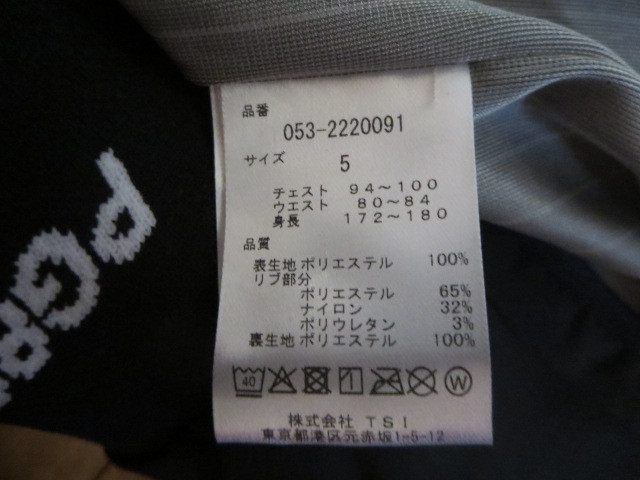 品番
053-2220091
サイズ 5
チェスト 94～100
ウエスト 80～84
身長 172～180
品質
表生地 ポリエステル 100%
リブ部分
ポリエステル 65%
ナイロン 32%
ポリウレタン 3%
裏生地 ポリエステル 100%
40 W
株式会社 TSI
東京都港区元赤坂1-5-12
PGR